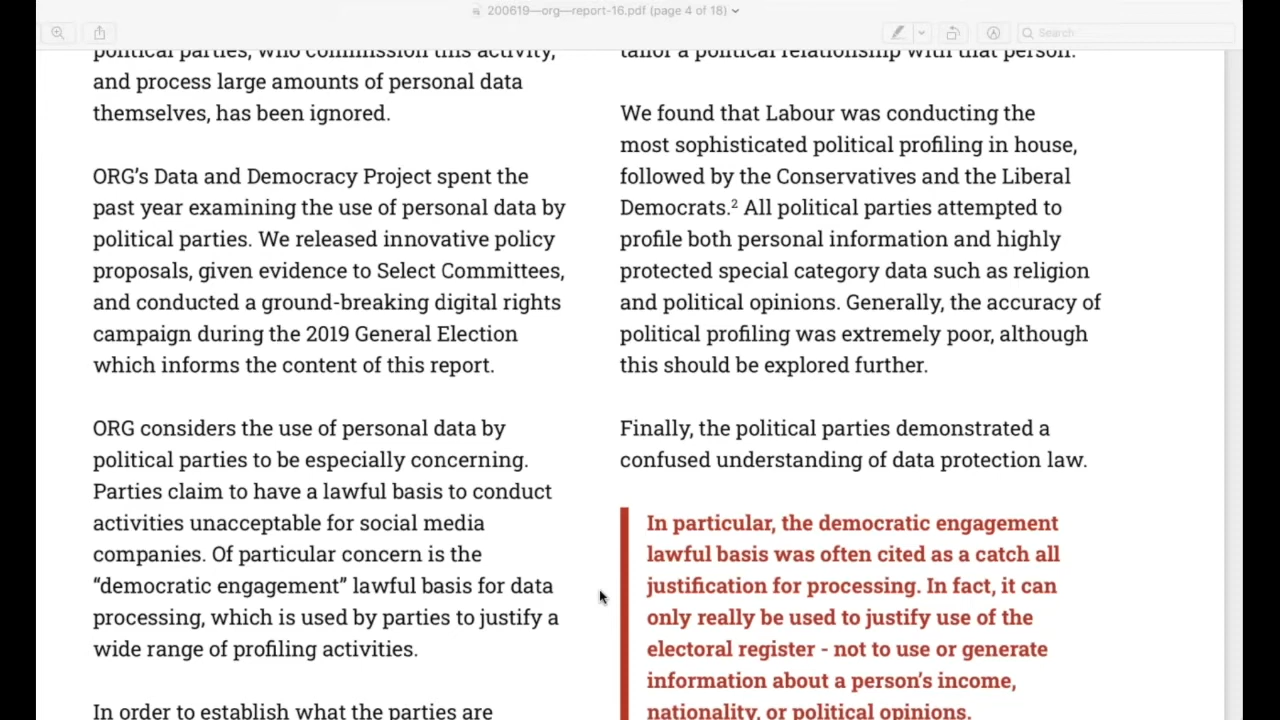 200619—org—report-16.pdf (page 4 of 18)
Search
political parties, who commission this activity,
and process large amounts of personal data
themselves, has been ignored.
ORG’s Data and Democracy Project spent the
past year examining the use of personal data by
political parties. We released innovative policy
proposals, given evidence to Select Committees,
and conducted a ground-breaking digital rights
campaign during the 2019 General Election
which informs the content of this report.
ORG considers the use of personal data by
political parties to be especially concerning.
Parties claim to have a lawful basis to conduct
activities unacceptable for social media
companies. Of particular concern is the
“democratic engagement” lawful basis for data
processing, which is used by parties to justify a
wide range of profiling activities.
In order to establish what the parties are
tailor a political relationship with that person.
We found that Labour was conducting the
most sophisticated political profiling in house,
followed by the Conservatives and the Liberal
Democrats.² All political parties attempted to
profile both personal information and highly
protected special category data such as religion
and political opinions. Generally, the accuracy of
political profiling was extremely poor, although
this should be explored further.
Finally, the political parties demonstrated a
confused understanding of data protection law.
In particular, the democratic engagement
lawful basis was often cited as a catch all
justification for processing. In fact, it can
only really be used to justify use of the
electoral register - not to use or generate
information about a person’s income,
nationality, or political opinions.